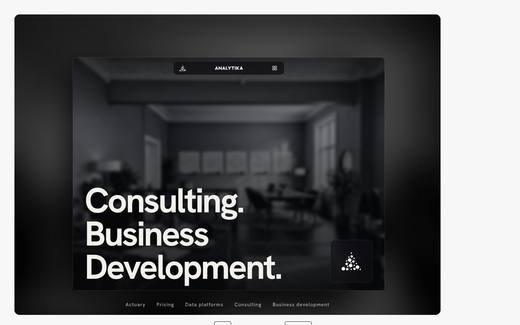 ANALYTIKA
Consulting.
Business
Development.
Actuary Pricing Data platforms Consulting Business development